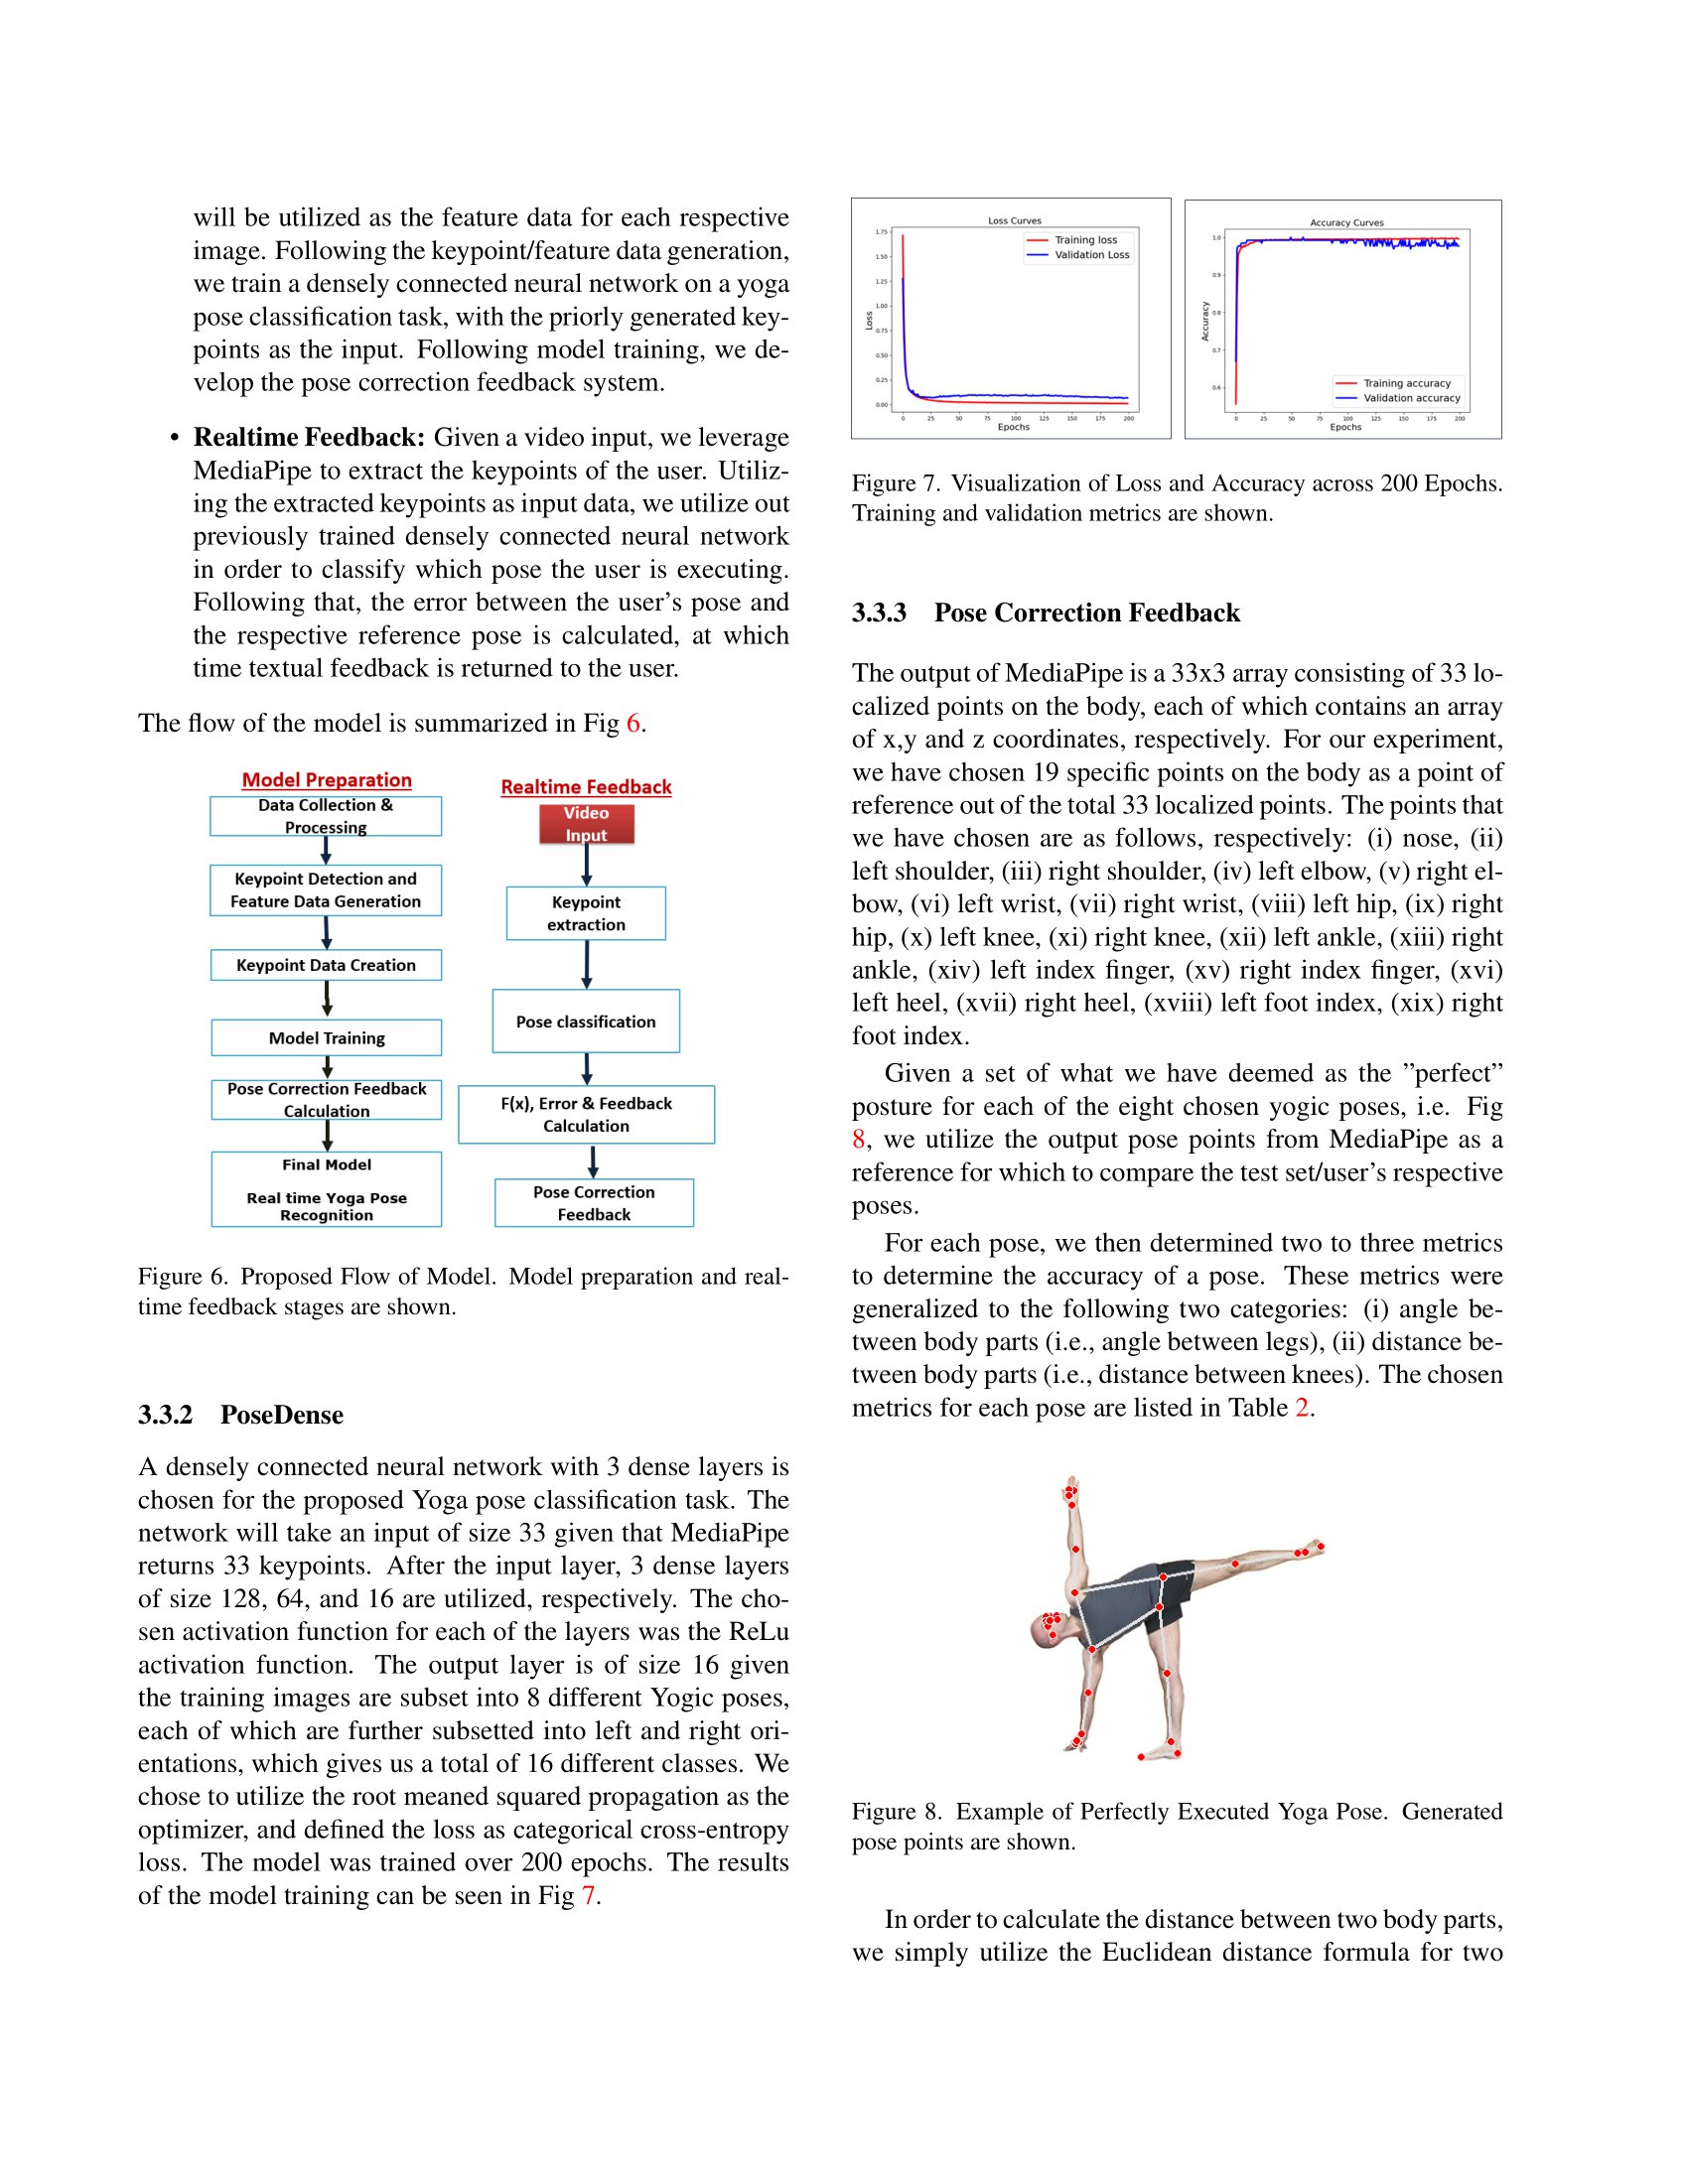 will be utilized as the feature data for each respective
image. Following the keypoint/feature data generation,
we train a densely connected neural network on a yoga
pose classification task, with the priorly generated key-
points as the input. Following model training, we de-
velop the pose correction feedback system.
• Realtime Feedback: Given a video input, we leverage
MediaPipe to extract the keypoints of the user. Utiliz-
ing the extracted keypoints as input data, we utilize out
previously trained densely connected neural network
in order to classify which pose the user is executing.
Following that, the error between the user's pose and
the respective reference pose is calculated, at which
time textual feedback is returned to the user.
The flow of the model is summarized in Fig 6.
Model Preparation
Data Collection &
Processing
Keypoint Detection and
Feature Data Generation
Keypoint Data Creation
Model Training
Pose Correction Feedback
Calculation
Final Model
Real time Yoga Pose
Recognition
Realtime Feedback
Video
Input
Keypoint
extraction
Pose classification
F(x), Error & Feedback
Calculation
Pose Correction
Feedback
Figure 6. Proposed Flow of Model. Model preparation and real-
time feedback stages are shown.
3.3.2 PoseDense
A densely connected neural network with 3 dense layers is
chosen for the proposed Yoga pose classification task. The
network will take an input of size 33 given that MediaPipe
returns 33 keypoints. After the input layer, 3 dense layers
of size 128, 64, and 16 are utilized, respectively. The cho-
sen activation function for each of the layers was the ReLu
activation function. The output layer is of size 16 given
the training images are subset into 8 different Yogic poses,
each of which are further subsetted into left and right ori-
entations, which gives us a total of 16 different classes. We
chose to utilize the root meaned squared propagation as the
optimizer, and defined the loss as categorical cross-entropy
loss. The model was trained over 200 epochs. The results
of the model training can be seen in Fig 7.
Loss Curves
Training loss
Validation Loss
1.75
1.50
1.25
1.00
0.75
0.50
0.25
0.00
Loss
0 25 50 75 100 125 150 175 200
Epochs
Accuracy Curves
1.0
0.9
0.8
0.7
0.6
Accuracy
Training accuracy
Validation accuracy
0 25 50 75 100 125 150 175 200
Epochs
Figure 7. Visualization of Loss and Accuracy across 200 Epochs.
Training and validation metrics are shown.
3.3.3 Pose Correction Feedback
The output of MediaPipe is a 33x3 array consisting of 33 lo-
calized points on the body, each of which contains an array
of x,y and z coordinates, respectively. For our experiment,
we have chosen 19 specific points on the body as a point of
reference out of the total 33 localized points. The points that
we have chosen are as follows, respectively: (i) nose, (ii)
left shoulder, (iii) right shoulder, (iv) left elbow, (v) right el-
bow, (vi) left wrist, (vii) right wrist, (viii) left hip, (ix) right
hip, (x) left knee, (xi) right knee, (xii) left ankle, (xiii) right
ankle, (xiv) left index finger, (xv) right index finger, (xvi)
left heel, (xvii) right heel, (xviii) left foot index, (xix) right
foot index.
Given a set of what we have deemed as the ”perfect”
posture for each of the eight chosen yogic poses, i.e. Fig
8, we utilize the output pose points from MediaPipe as a
reference for which to compare the test set/user's respective
poses.
For each pose, we then determined two to three metrics
to determine the accuracy of a pose. These metrics were
generalized to the following two categories: (i) angle be-
tween body parts (i.e., angle between legs), (ii) distance be-
tween body parts (i.e., distance between knees). The chosen
metrics for each pose are listed in Table 2.
Figure 8. Example of Perfectly Executed Yoga Pose. Generated
pose points are shown.
In order to calculate the distance between two body parts,
we simply utilize the Euclidean distance formula for two